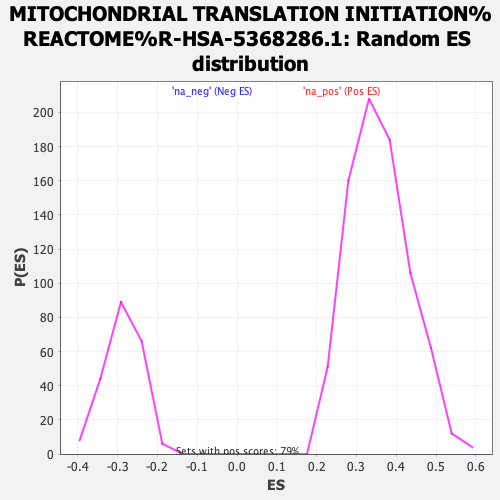 MITOCHONDRIAL TRANSLATION INITIATION%
REACTOME%R-HSA-5368286.1: Random ES
distribution
'na_neg' (Neg ES) 'na_pos' (Pos ES)
200
180
160
140
120
100
80
60
40
20
0
P(ES)
Sets with pos scores: 79%
-0.4 -0.3 -0.2 -0.1 0.0 0.1 0.2 0.3 0.4 0.5 0.6
ES